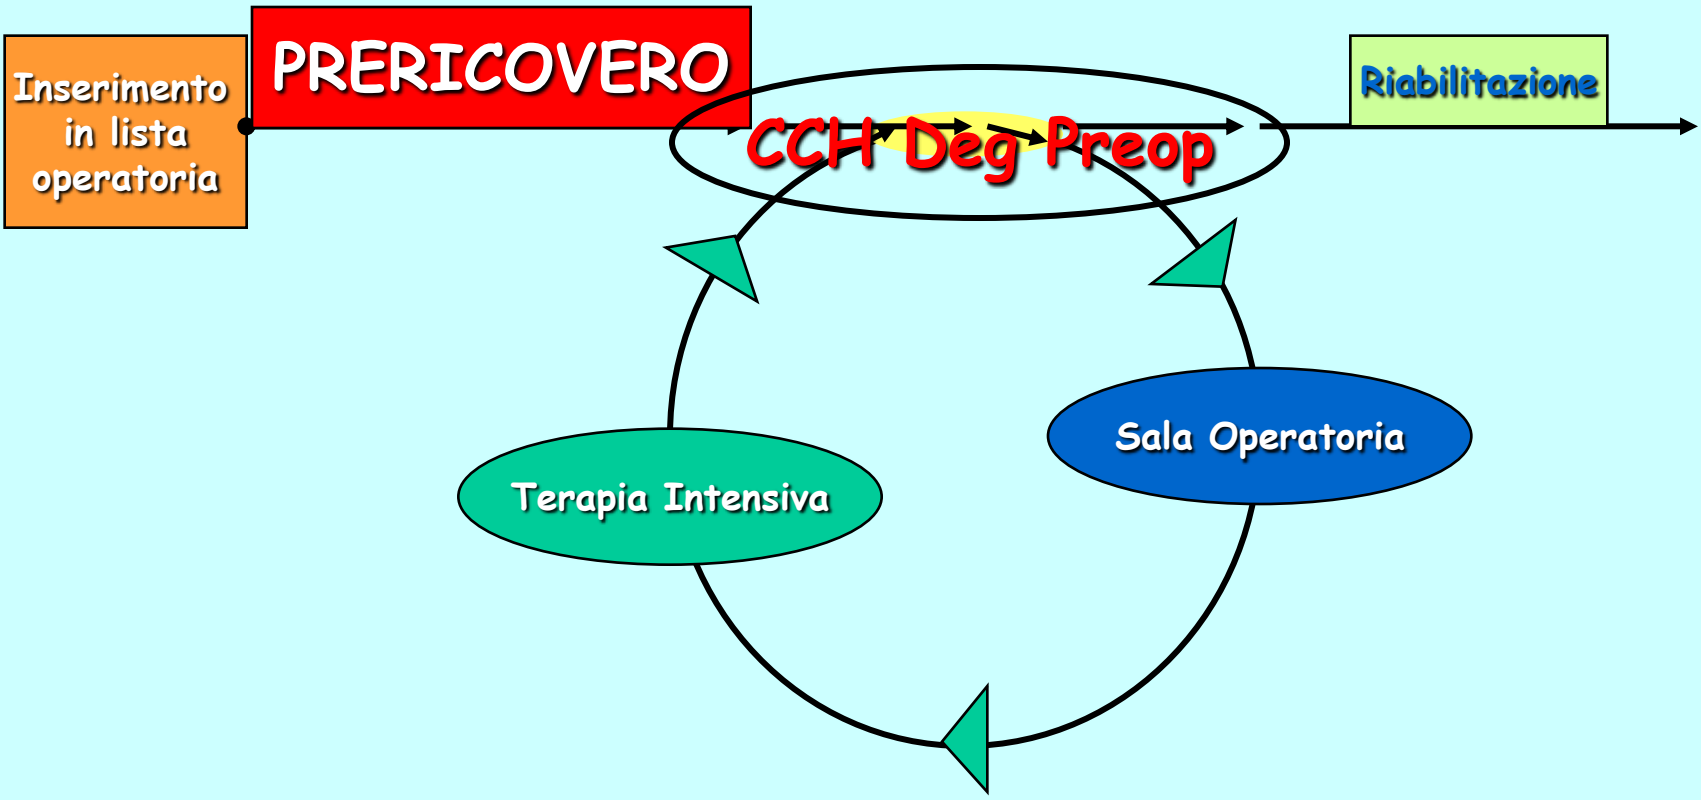 PRERICOVERO
Inserimento
in lista
operatoria
Riabilitazione
CCH Deg Preop
Sala Operatoria
Terapia Intensiva